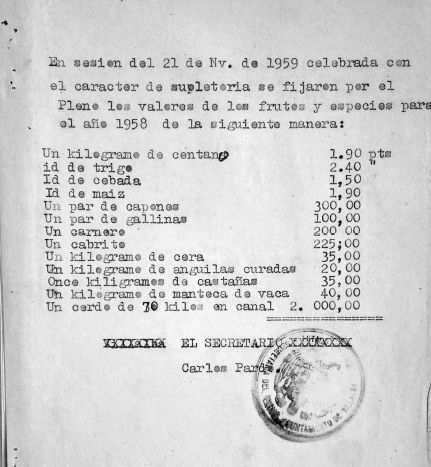 En sesion del 21 de Nv. de 1959 celebrada con
el caracter de supletoria se fijaron por el
Pleno los valores de los frutos y especies para
el año 1958 de la siguiente manera:
Un kilogramo de centano 1.90 pts
id de trigo 2.40 "
Id de cebada 1,50
Id de maiz 1,90
Un par de capones 300,00
Un par de gallinas 100,00
Un carnero 200 00
Un cabrito 225;00
Un kilogramo de cera 35,00
Un kilogramo de anguilas curadas 20,00
Once kiligramos de castañas 35,00
Un kilogramo de manteca de vaca 40,00
Un cerdo de 70 kilos en canal 2. 000,00
==================
EL SECRETARIO
Carlos Pardo.
AYUNTAMIENTO DE